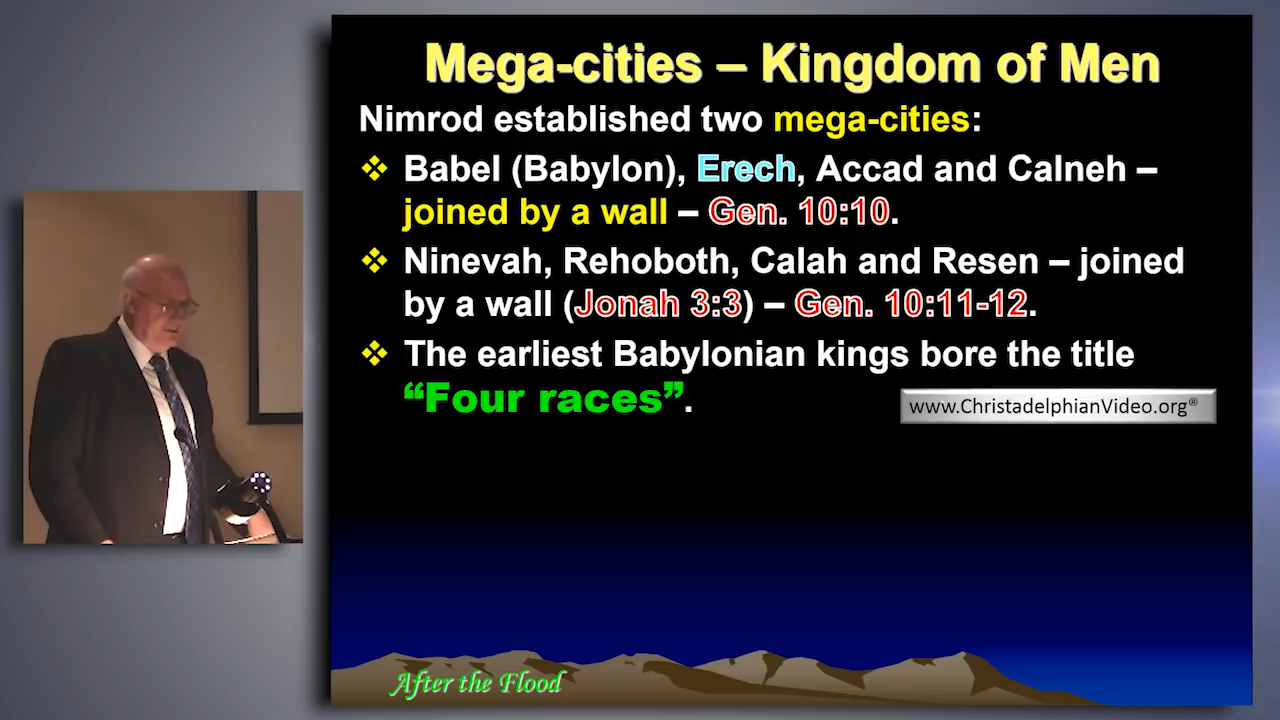 Mega-cities – Kingdom of Men
Nimrod established two mega-cities:
❖ Babel (Babylon), Erech, Accad and Calneh –
joined by a wall – Gen. 10:10.
❖ Ninevah, Rehoboth, Calah and Resen – joined
by a wall (Jonah 3:3) – Gen. 10:11-12.
❖ The earliest Babylonian kings bore the title
“Four races”.
www.ChristadelphianVideo.org®
After the Flood